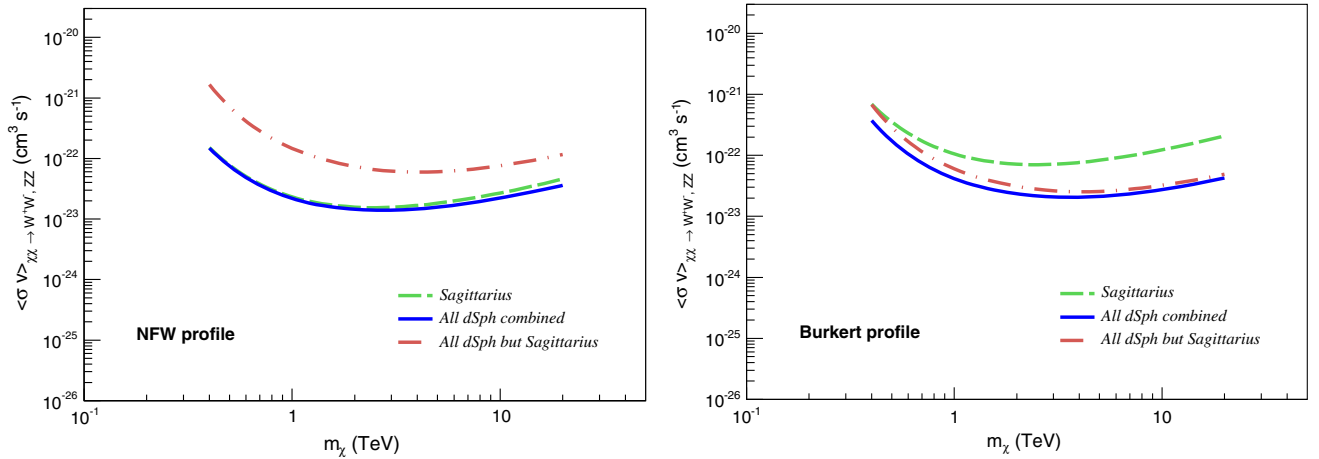 10⁻²⁰
10⁻²¹
10⁻²²
10⁻²³
10⁻²⁴
10⁻²⁵
10⁻²⁶
<σ v>χχ → W⁺W⁻, ZZ (cm³ s⁻¹)
Sagittarius
All dSph combined
All dSph but Sagittarius
NFW profile
10⁻¹ 1 10
mχ (TeV)
10⁻²⁰
10⁻²¹
10⁻²²
10⁻²³
10⁻²⁴
10⁻²⁵
10⁻²⁶
<σ v>χχ → W⁺W⁻, ZZ (cm³ s⁻¹)
Sagittarius
All dSph combined
All dSph but Sagittarius
Burkert profile
10⁻¹ 1 10
mχ (TeV)